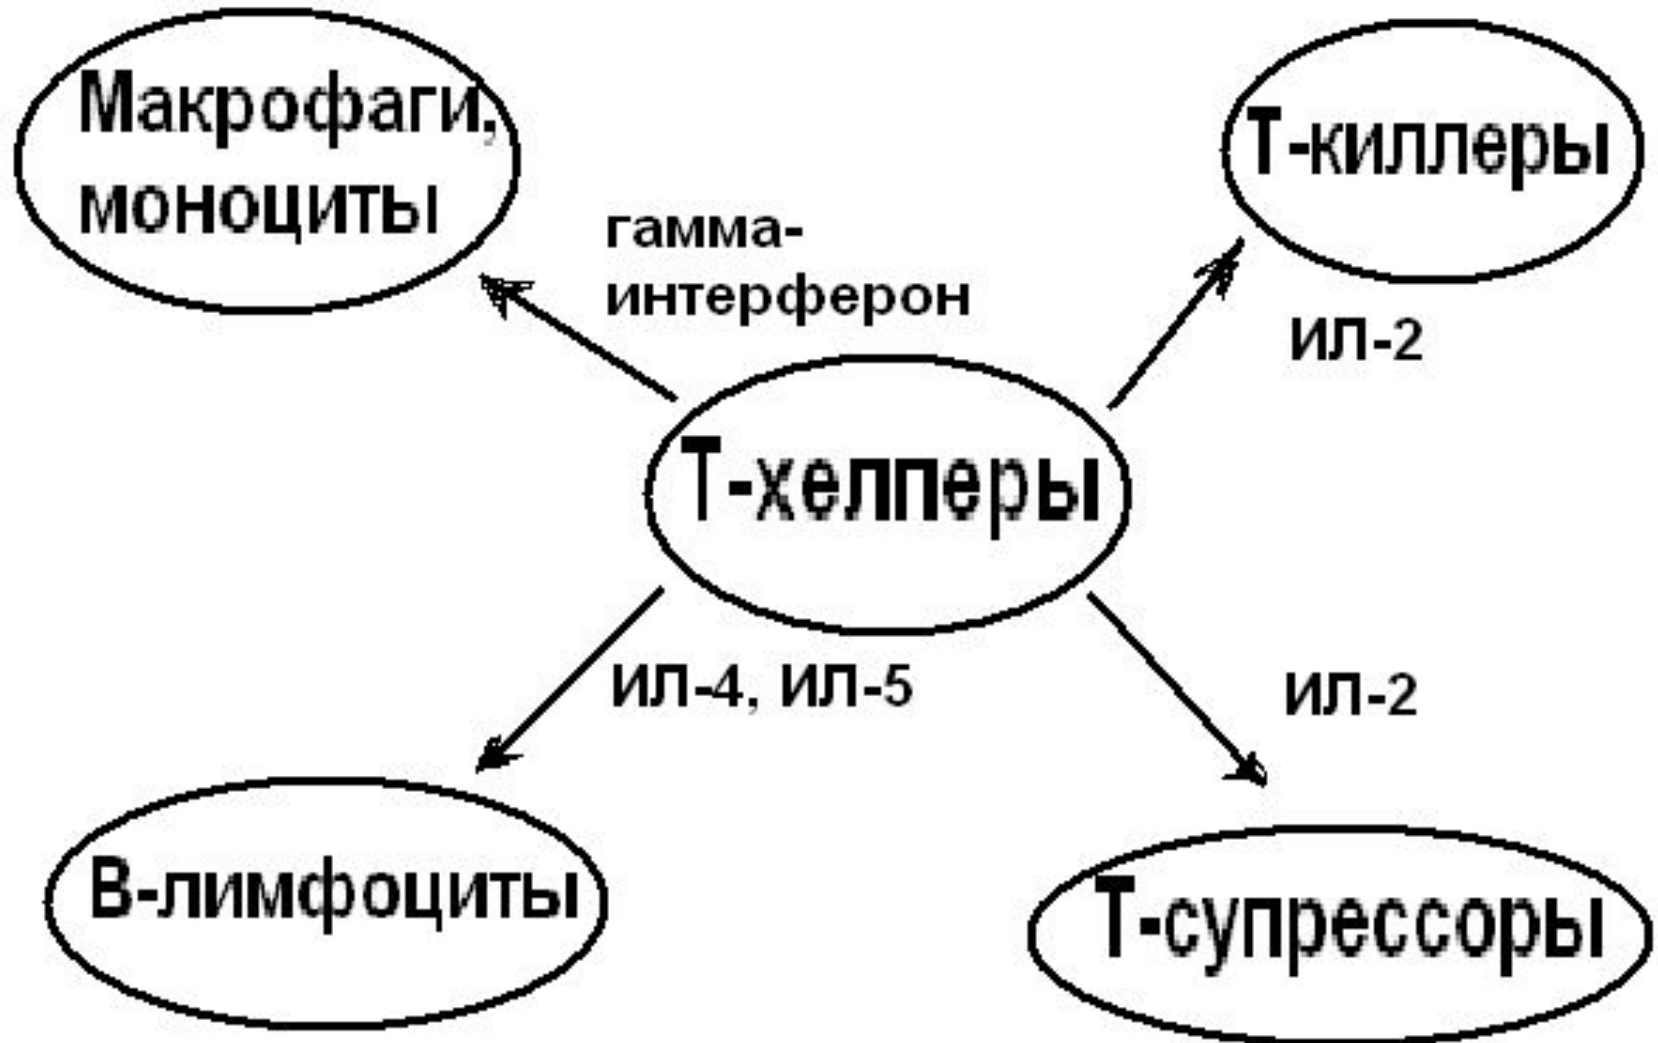 Макрофаги,
моноциты
Т-киллеры
гамма-
интерферон
ИЛ-2
Т-хелперы
ИЛ-4, ИЛ-5
ИЛ-2
В-лимфоциты
Т-супрессоры